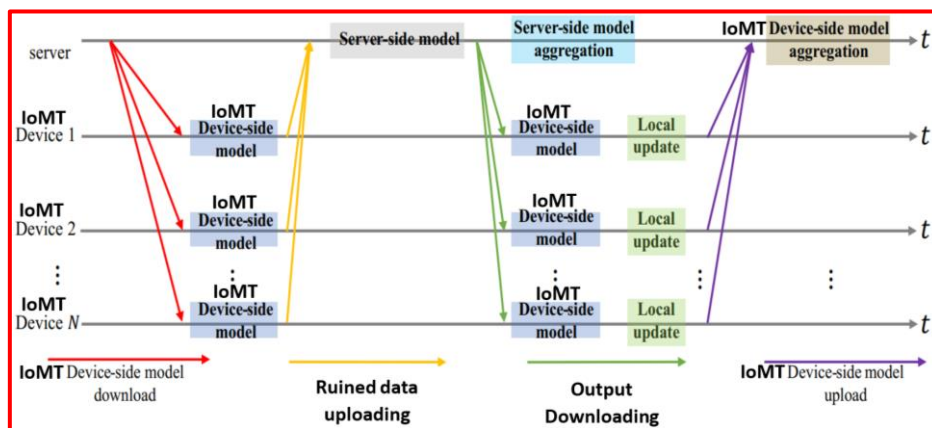 server
Server-side model
Server-side model
aggregation
IoMT Device-side model
aggregation
t
IoMT
Device 1
IoMT
Device-side
model
IoMT
Device-side
model
Local
update
t
IoMT
Device 2
IoMT
Device-side
model
IoMT
Device-side
model
Local
update
t
IoMT
Device N
IoMT
Device-side
model
IoMT
Device-side
model
Local
update
t
IoMT Device-side model
download
Ruined data
uploading
Output
Downloading
IoMT Device-side model
upload